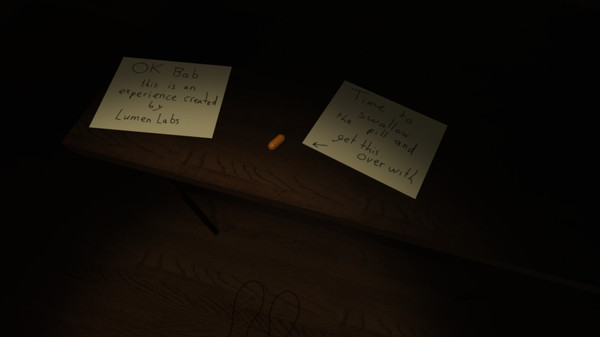 OK Bab
this is an
experience created
by
Lumen Labs
Time to
swallow
the pill and
get this
over with